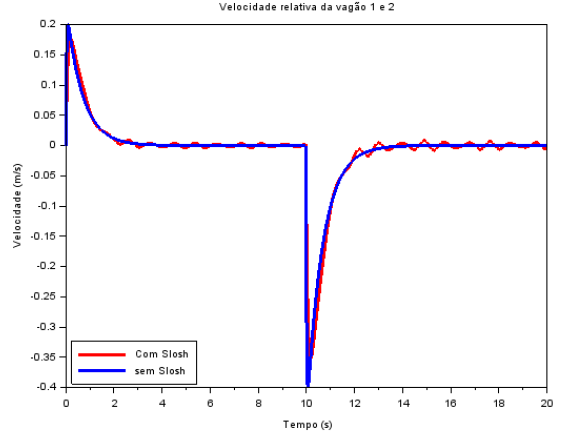 Velocidade relativa da vagão 1 e 2
0.2
0.15
0.1
0.05
0
-0.05
-0.1
-0.15
-0.2
-0.25
-0.3
-0.35
-0.4
Velocidade (m/s)
Com Slosh
sem Slosh
0 2 4 6 8 10 12 14 16 18 20
Tempo (s)